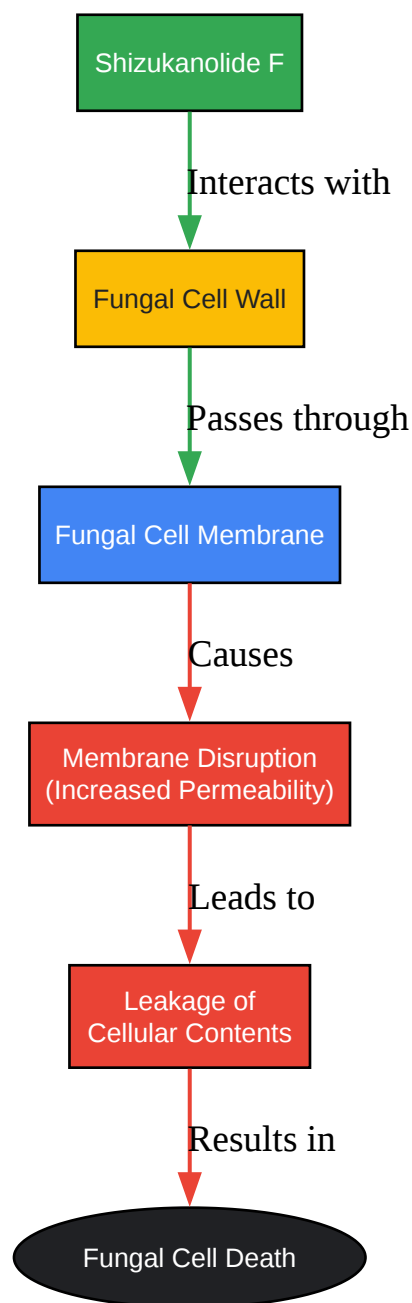 Shizukanolide F
Interacts with
Fungal Cell Wall
Passes through
Fungal Cell Membrane
Causes
Membrane Disruption
(Increased Permeability)
Leads to
Leakage of
Cellular Contents
Results in
Fungal Cell Death